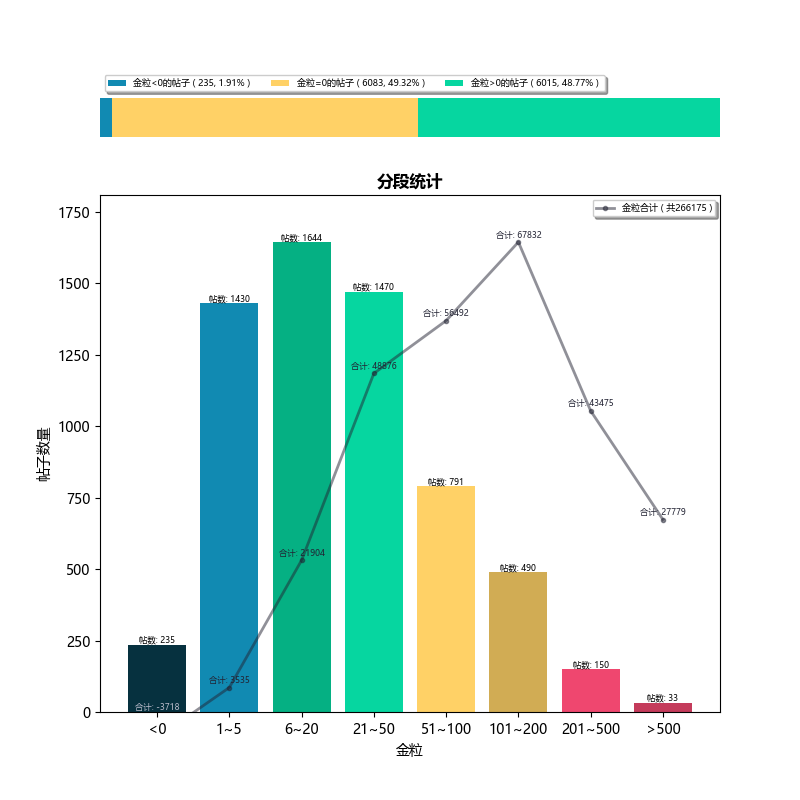 金粒<0的帖子 ( 235, 1.91% ) 金粒=0的帖子 ( 6083, 49.32% ) 金粒>0的帖子 ( 6015, 48.77% )
分段统计
金粒合计 ( 共266175 )
1750
1500
1250
1000
750
500
250
0
帖子数量
合计: 67832
帖数: 1644
帖数: 1430
帖数: 1470
合计: 56492
合计: 48876
合计: 43475
帖数: 791
合计: 27779
合计: 21904
帖数: 490
帖数: 235
合计: 3535
帖数: 150
帖数: 33
合计: -3718
<0 1~5 6~20 21~50 51~100 101~200 201~500 >500
金粒